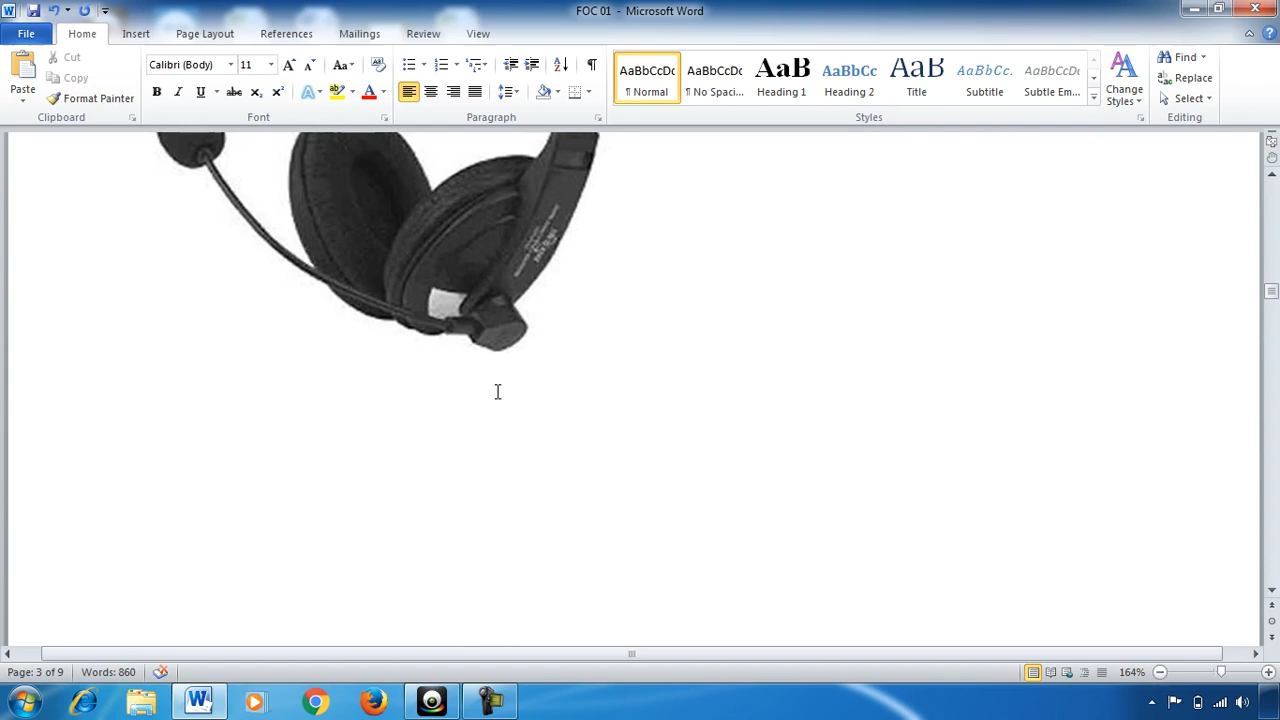 FOC 01 - Microsoft Word
File Home Insert Page Layout References Mailings Review View
Paste
Cut
Copy
Format Painter
Clipboard
Calibri (Body) 11
Font
Paragraph
AaBbCcDc AaBbCcDc AaB AaBbCc AaB AaBbCc. AaBbCcDc
¶ Normal ¶ No Spaci... Heading 1 Heading 2 Title Subtitle Subtle Em...
Change Styles
Styles
Find
Replace
Select
Editing
Page: 3 of 9 Words: 860 164%